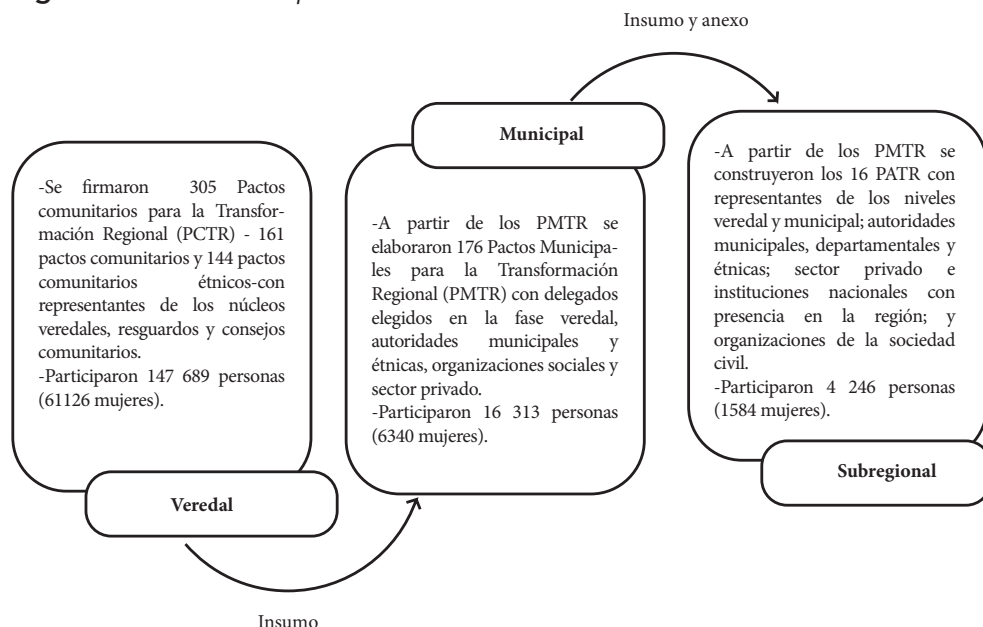 Insumo y anexo
-Se firmaron 305 Pactos
comunitarios para la Transfor-
mación Regional (PCTR) - 161
pactos comunitarios y 144 pactos
comunitarios étnicos-con
representantes de los núcleos
veredales, resguardos y consejos
comunitarios.
-Participaron 147 689 personas
(61126 mujeres).
Veredal
Insumo
Municipal
-A partir de los PMTR se
elaboraron 176 Pactos Municipa-
les para la Transformación
Regional (PMTR) con delegados
elegidos en la fase veredal,
autoridades municipales y
étnicas, organizaciones sociales y
sector privado.
-Participaron 16 313 personas
(6340 mujeres).
-A partir de los PMTR se
construyeron los 16 PATR con
representantes de los niveles
veredal y municipal; autoridades
municipales, departamentales y
étnicas; sector privado e
instituciones nacionales con
presencia en la región; y
organizaciones de la sociedad
civil.
-Participaron 4 246 personas
(1584 mujeres).
Subregional